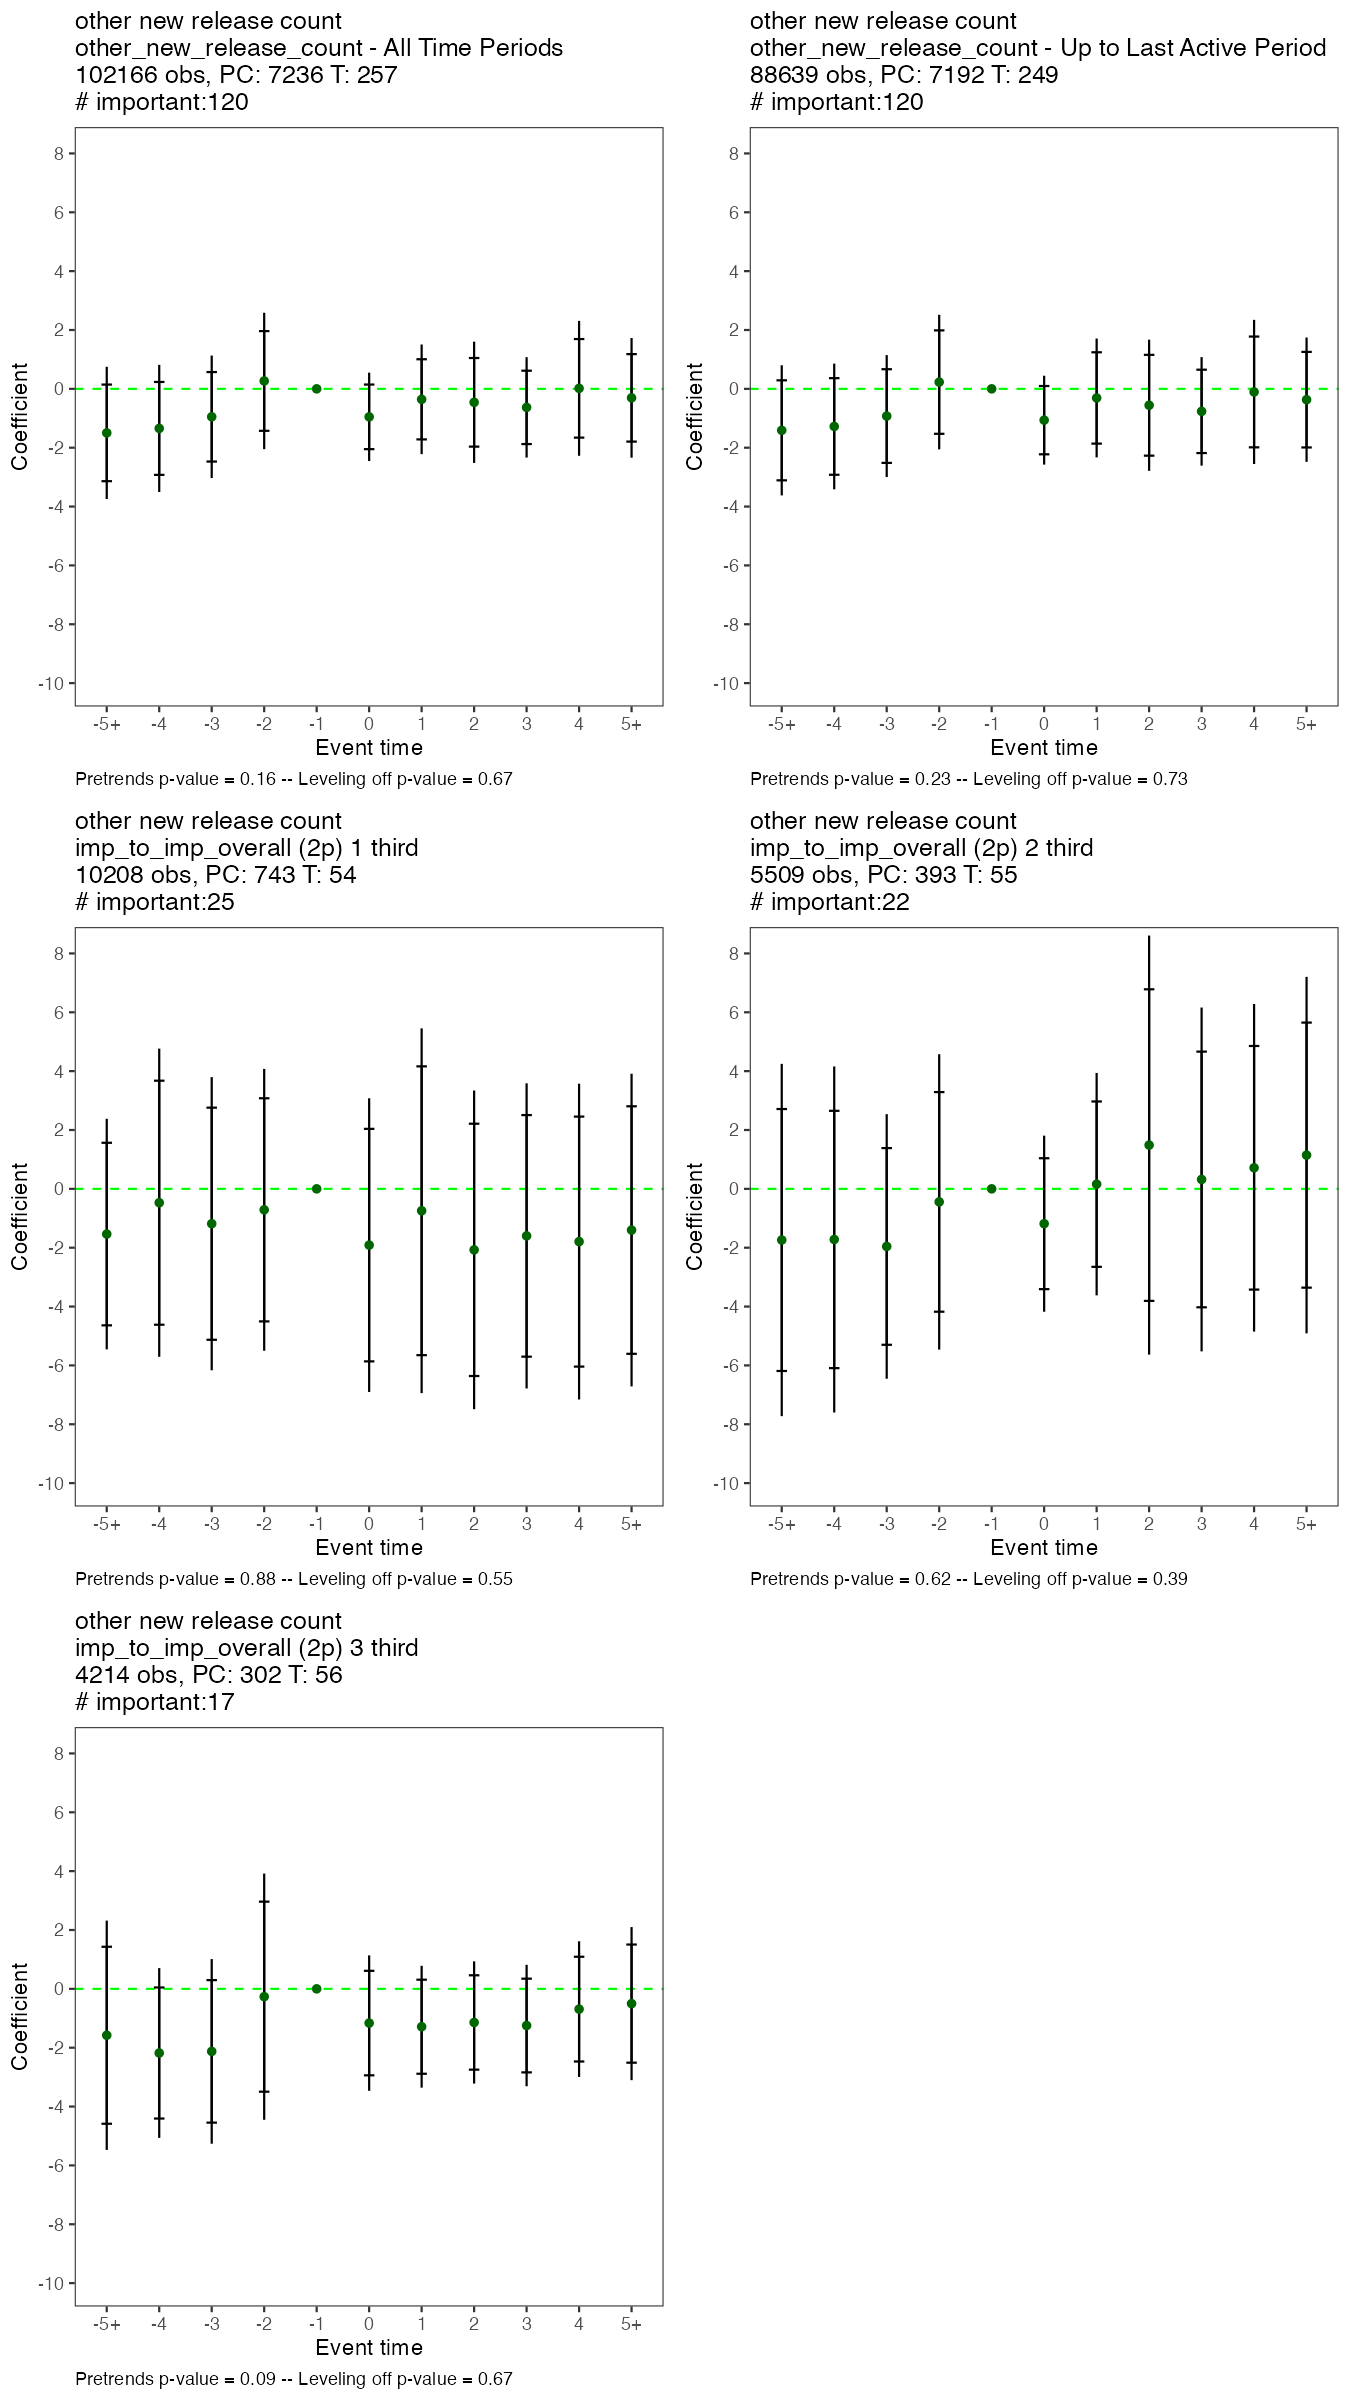 other new release count
other_new_release_count - All Time Periods
102166 obs, PC: 7236 T: 257
# important:120
8
6
4
2
0
-2
-4
-6
-8
-10
Coefficient
-5+ -4 -3 -2 -1 0 1 2 3 4 5+
Event time
Pretrends p-value = 0.16 -- Leveling off p-value = 0.67
other new release count
other_new_release_count - Up to Last Active Period
88639 obs, PC: 7192 T: 249
# important:120
8
6
4
2
0
-2
-4
-6
-8
-10
Coefficient
-5+ -4 -3 -2 -1 0 1 2 3 4 5+
Event time
Pretrends p-value = 0.23 -- Leveling off p-value = 0.73
other new release count
imp_to_imp_overall (2p) 1 third
10208 obs, PC: 743 T: 54
# important:25
8
6
4
2
0
-2
-4
-6
-8
-10
Coefficient
-5+ -4 -3 -2 -1 0 1 2 3 4 5+
Event time
Pretrends p-value = 0.88 -- Leveling off p-value = 0.55
other new release count
imp_to_imp_overall (2p) 2 third
5509 obs, PC: 393 T: 55
# important:22
8
6
4
2
0
-2
-4
-6
-8
-10
Coefficient
-5+ -4 -3 -2 -1 0 1 2 3 4 5+
Event time
Pretrends p-value = 0.62 -- Leveling off p-value = 0.39
other new release count
imp_to_imp_overall (2p) 3 third
4214 obs, PC: 302 T: 56
# important:17
8
6
4
2
0
-2
-4
-6
-8
-10
Coefficient
-5+ -4 -3 -2 -1 0 1 2 3 4 5+
Event time
Pretrends p-value = 0.09 -- Leveling off p-value = 0.67